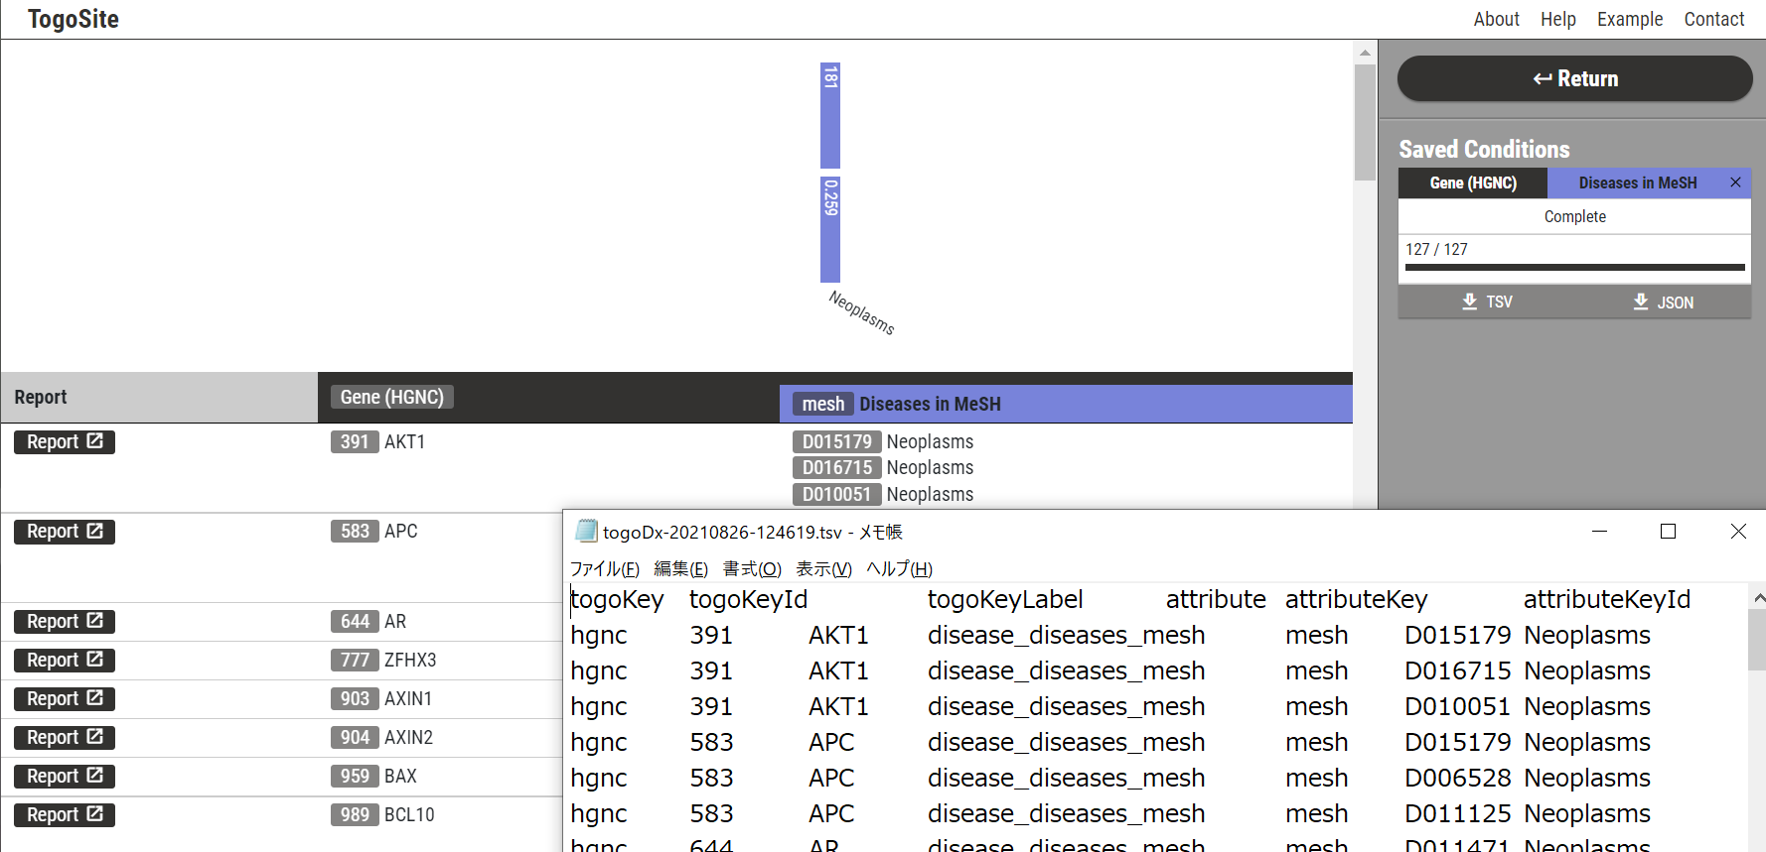 TogoSite
About Help Example Contact
181
0.259
Neoplasms
Return
Saved Conditions
Gene (HGNC) Diseases in MeSH ×
Complete
127 / 127
TSV JSON
Report Gene (HGNC) mesh Diseases in MeSH
Report 391 AKT1 D015179 Neoplasms
D016715 Neoplasms
D010051 Neoplasms
Report 583 APC
Report 644 AR
Report 777 ZFHX3
Report 903 AXIN1
Report 904 AXIN2
Report 959 BAX
Report 989 BCL10
togoDx-20210826-124619.tsv - メモ帳
ファイル(F) 編集(E) 書式(O) 表示(V) ヘルプ(H)
togoKey togoKeyId togoKeyLabel attribute attributeKey attributeKeyId
hgnc 391 AKT1 disease_diseases_mesh mesh D015179 Neoplasms
hgnc 391 AKT1 disease_diseases_mesh mesh D016715 Neoplasms
hgnc 391 AKT1 disease_diseases_mesh mesh D010051 Neoplasms
hgnc 583 APC disease_diseases_mesh mesh D015179 Neoplasms
hgnc 583 APC disease_diseases_mesh mesh D006528 Neoplasms
hgnc 583 APC disease_diseases_mesh mesh D011125 Neoplasms
hgnc 644 AR disease_diseases_mesh mesh D011471 Neoplasms